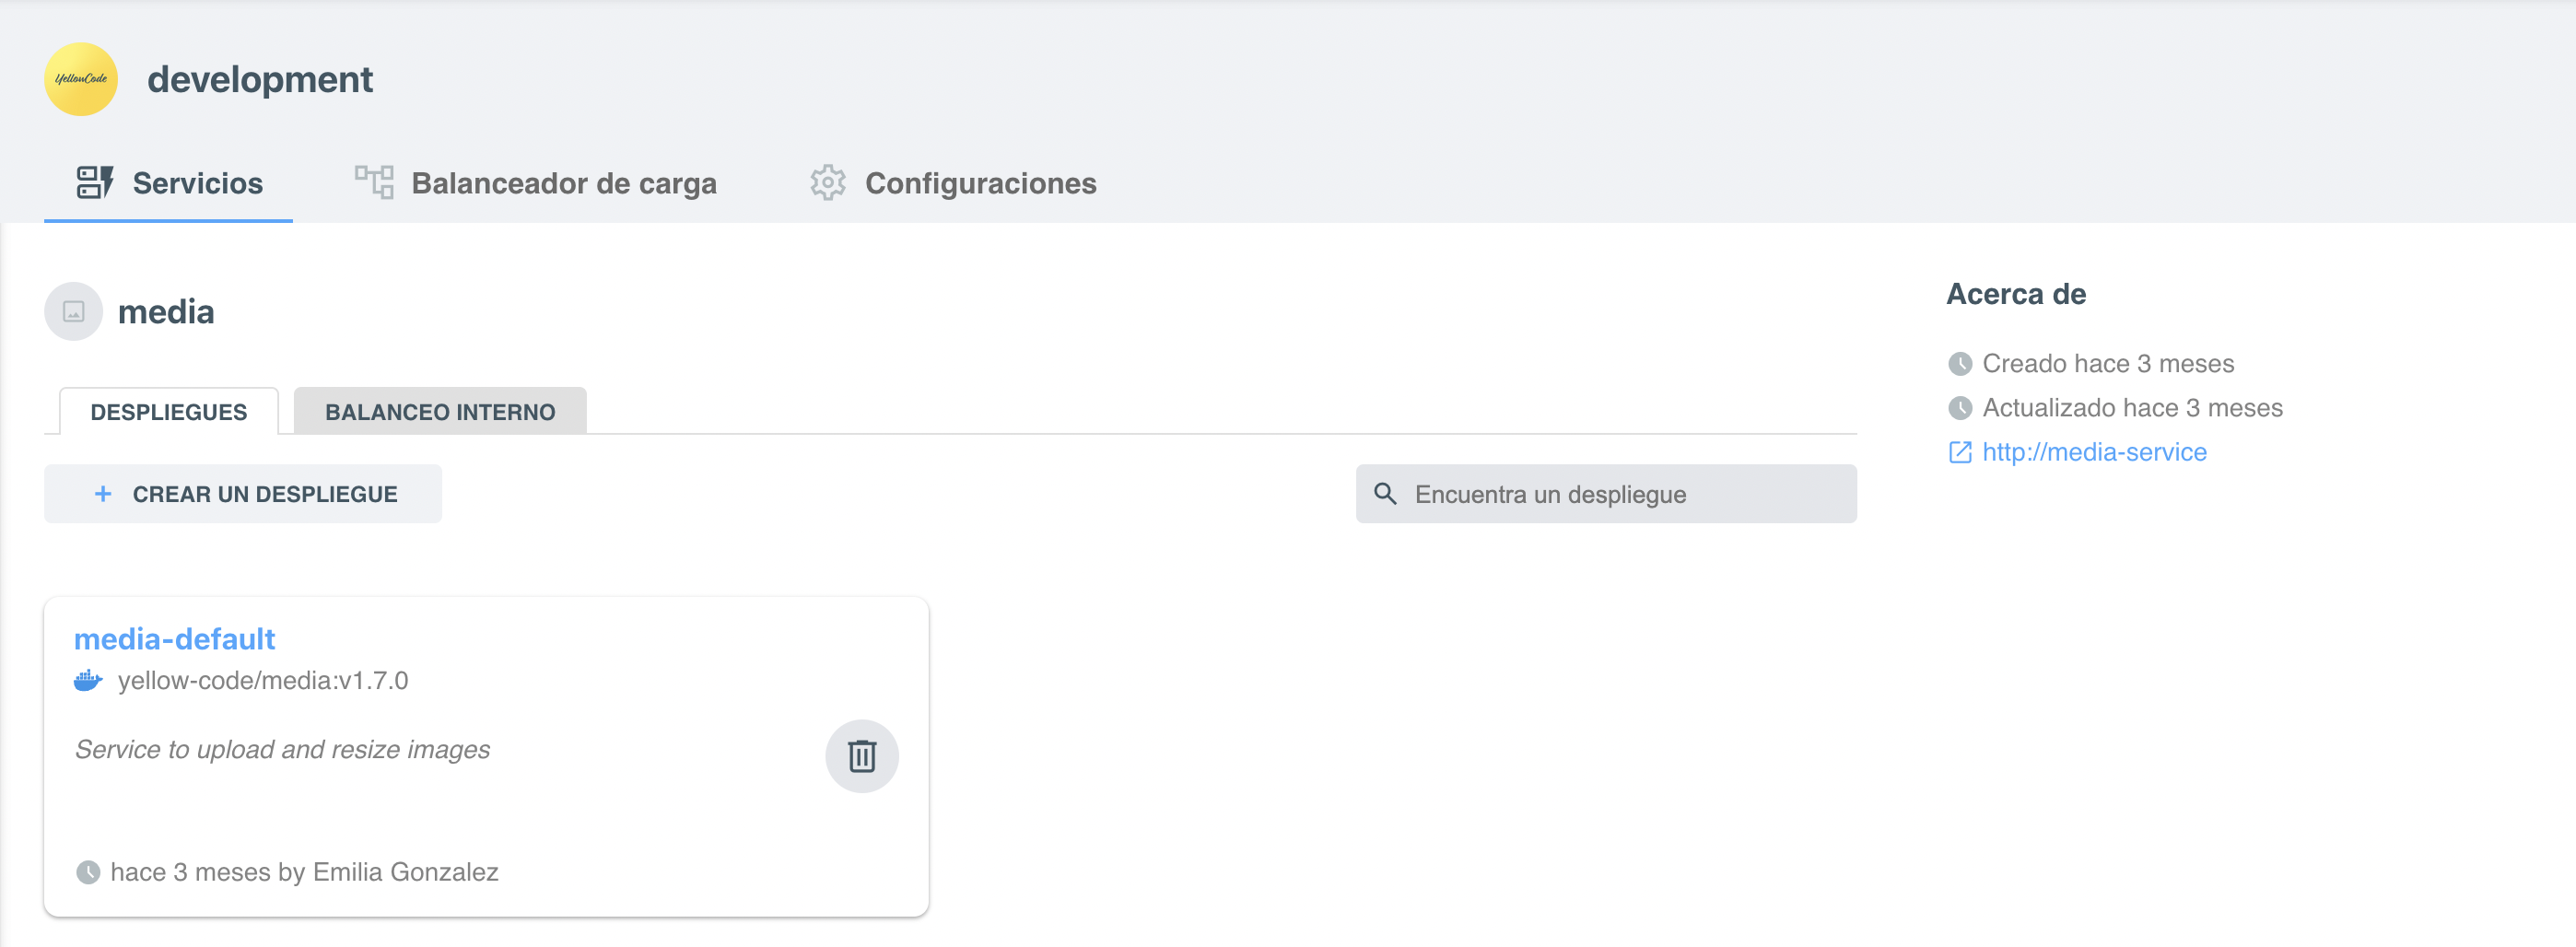 YellowCode
development
Servicios
Balanceador de carga
Configuraciones
media
DESPLIEGUES
BALANCEO INTERNO
+ CREAR UN DESPLIEGUE
Encuentra un despliegue
media-default
yellow-code/media:v1.7.0
Service to upload and resize images
hace 3 meses by Emilia Gonzalez
Acerca de
Creado hace 3 meses
Actualizado hace 3 meses
http://media-service